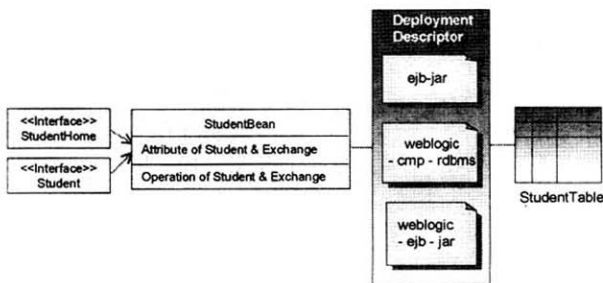 Deployment
Descriptor
ejb-jar
<<Interface>>
StudentHome
<<Interface>>
Student
StudentBean
Attribute of Student & Exchange
Operation of Student & Exchange
weblogic
- cmp - rdbms
weblogic
- ejb - jar
StudentTable